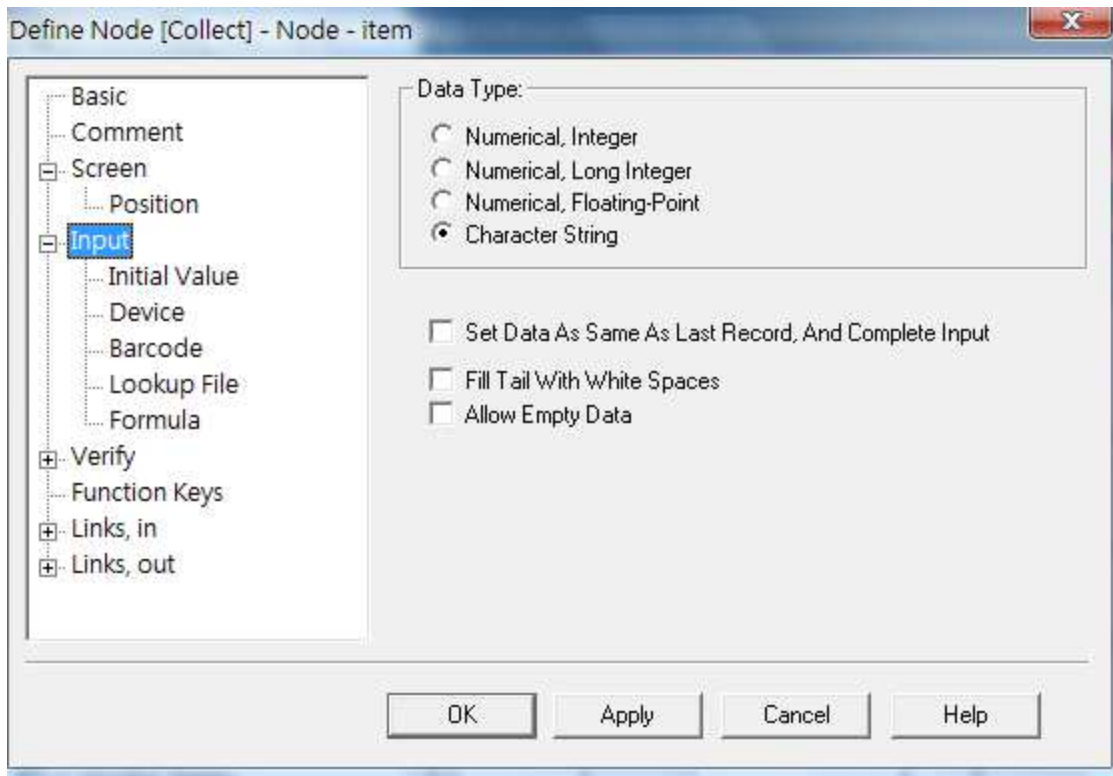 Define Node [Collect] - Node - item
Basic
Comment
Screen
Position
Input
Initial Value
Device
Barcode
Lookup File
Formula
Verify
Function Keys
Links, in
Links, out
Data Type:
Numerical, Integer
Numerical, Long Integer
Numerical, Floating-Point
Character String
Set Data As Same As Last Record, And Complete Input
Fill Tail With White Spaces
Allow Empty Data
OK
Apply
Cancel
Help